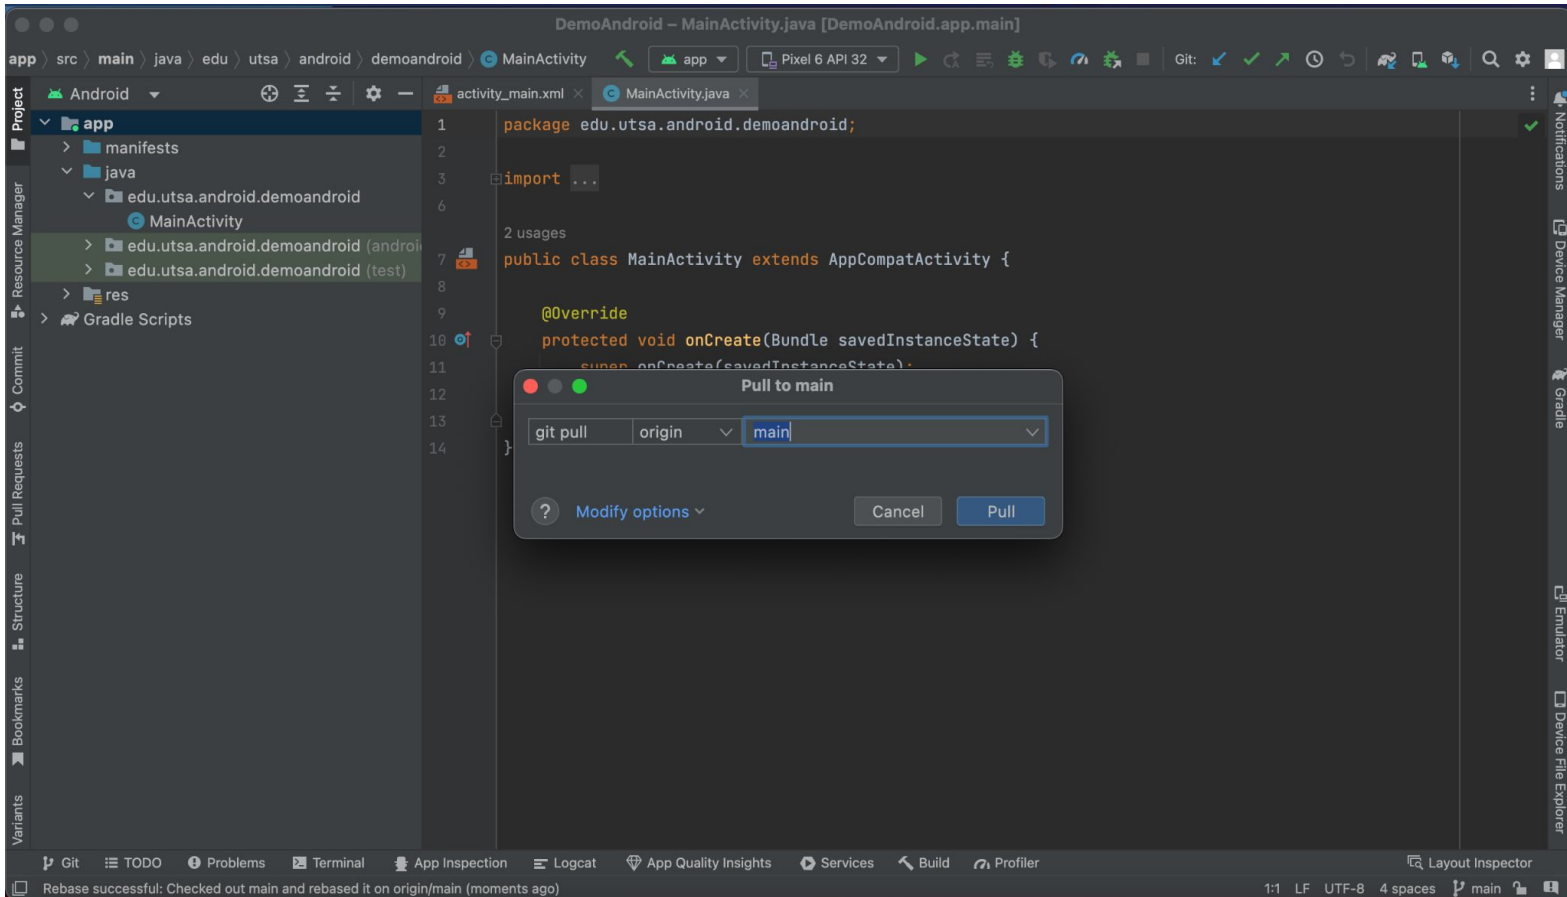 DemoAndroid – MainActivity.java [DemoAndroid.app.main]
app › src › main › java › edu › utsa › android › demoandroid › MainActivity
app
Pixel 6 API 32
Git:
Project
Resource Manager
Commit
Pull Requests
Structure
Bookmarks
Variants
Android
app
manifests
java
edu.utsa.android.demoandroid
MainActivity
edu.utsa.android.demoandroid (androi
edu.utsa.android.demoandroid (test)
res
Gradle Scripts
activity_main.xml
MainActivity.java
1 package edu.utsa.android.demoandroid;
2
3 import ...
6
2 usages
7 public class MainActivity extends AppCompatActivity {
8
9 @Override
10 protected void onCreate(Bundle savedInstanceState) {
11 super.onCreate(savedInstanceState);
12
13
14 }
Pull to main
git pull origin main
? Modify options
Cancel
Pull
Notifications
Device Manager
Gradle
Emulator
Device File Explorer
Git TODO Problems Terminal App Inspection Logcat App Quality Insights Services Build Profiler Layout Inspector
Rebase successful: Checked out main and rebased it on origin/main (moments ago) 1:1 LF UTF-8 4 spaces main